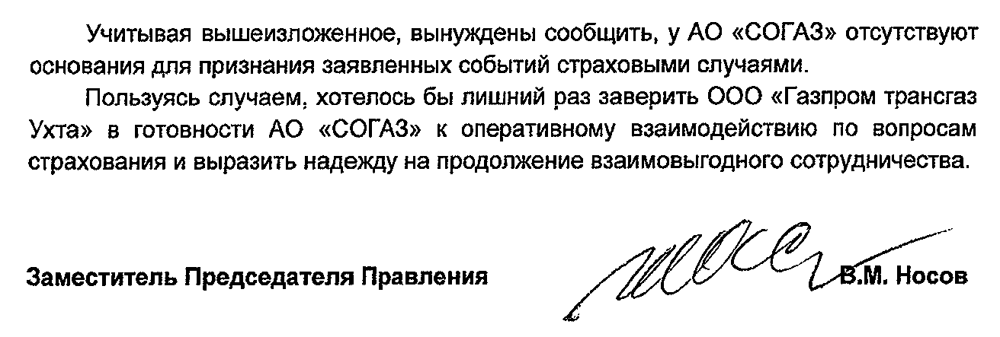 Учитывая вышеизложенное, вынуждены сообщить, у АО «СОГАЗ» отсутствуют
основания для признания заявленных событий страховыми случаями.
Пользуясь случаем, хотелось бы лишний раз заверить ООО «Газпром трансгаз
Ухта» в готовности АО «СОГАЗ» к оперативному взаимодействию по вопросам
страхования и выразить надежду на продолжение взаимовыгодного сотрудничества.
Заместитель Председателя Правления В.М. Носов